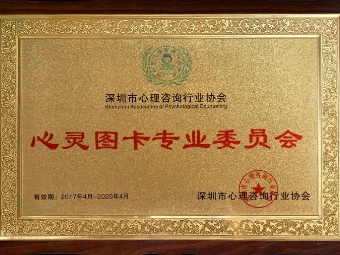 深圳市心理咨询行业协会
Shenzhen Association of Psychological Counseling
心灵图卡专业委员会
有效期：2017年4月-2020年4月
深圳市心理咨询行业协会